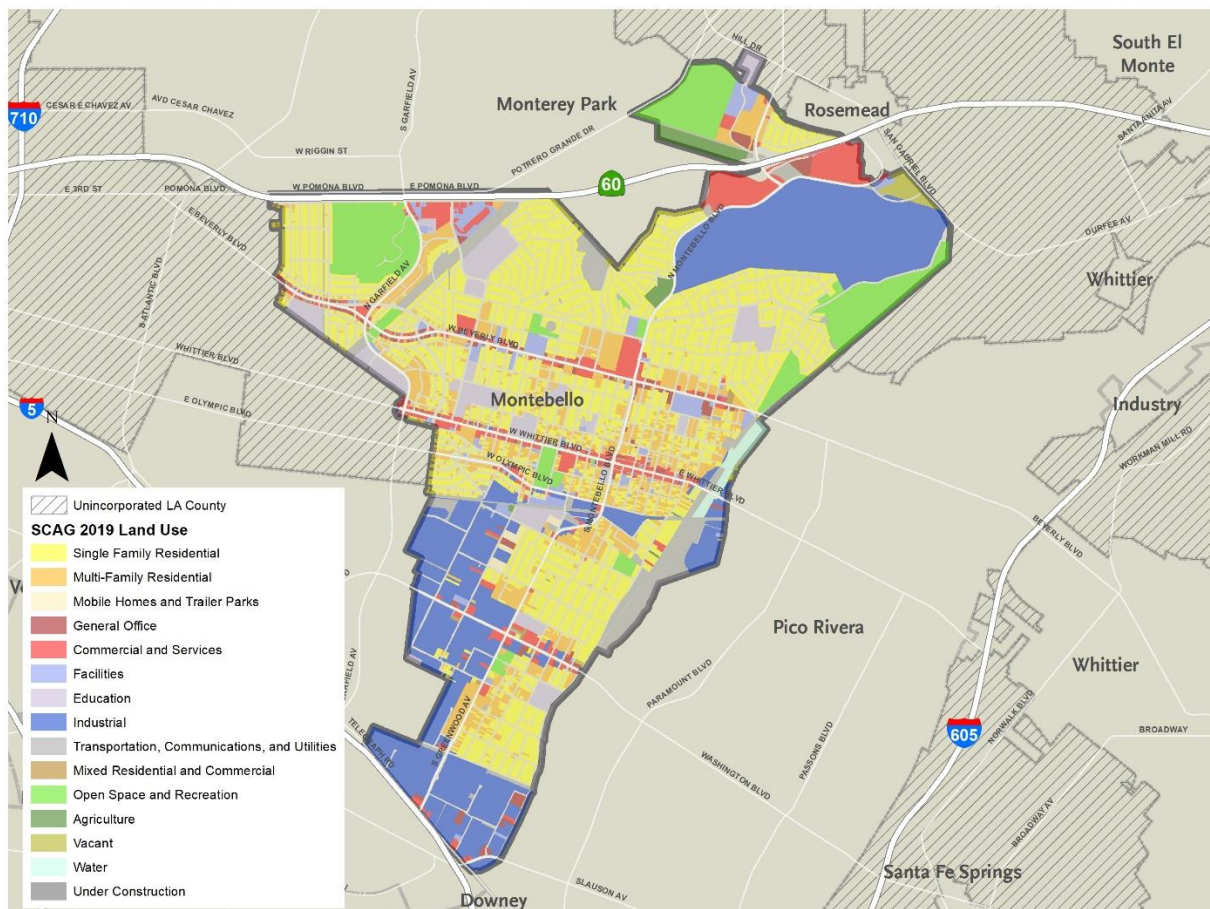 HILL DR
South El
Monte
Monterey Park
Rosemead
710
CESAR E CHAVEZ AV
AVD CESAR CHAVEZ
S GARFIELD AV
SANTA ANITA AV
POTRERO GRANDE DR
W RIGGIN ST
SAN GABRIEL BLVD
E 3RD ST
POMONA BLVD
W POMONA BLVD
E POMONA BLVD
60
E BEVERLY BLVD
DURFEE AV
N MONTEBELLO BLVD
Whittier
S ATLANTIC BLVD
N GARFIELD AV
W BEVERLY BLVD
WHITTIER BLVD
5
N
E OLYMPIC BLVD
Montebello
Industry
WORKMAN MILL RD
W WHITTIER BLVD
W OLYMPIC BLVD
S MONTEBELLO BLVD
E WHITTIER BLVD
BEVERLY BLVD
Unincorporated LA County
SCAG 2019 Land Use
Single Family Residential
Multi-Family Residential
Mobile Homes and Trailer Parks
General Office
Commercial and Services
Facilities
Education
Industrial
Transportation, Communications, and Utilities
Mixed Residential and Commercial
Open Space and Recreation
Agriculture
Vacant
Water
Under Construction
Pico Rivera
Whittier
PARAMOUNT BLVD
PASSONS BLVD
NORWALK BLVD
605
BROADWAY
S GREENWOOD AV
TELEGRAPH RD
WASHINGTON BLVD
BROADWAY AV
SLAUSON AV
Santa Fe Springs
Downey